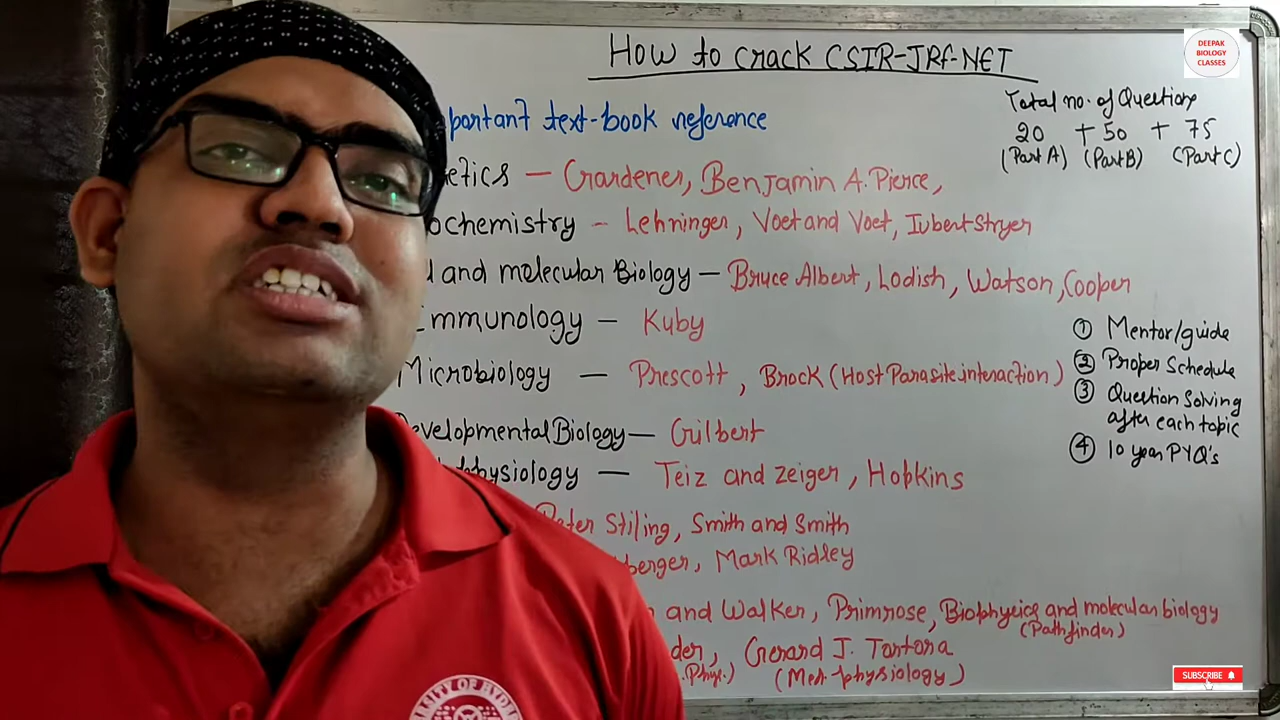 How to crack CSIR-JRF-NET
DEEPAK
BIOLOGY
CLASSES
portant text-book reference
Total no. of Questions
20 + 50 + 75
(Part A) (Part B) (Part C)
etics — Gardener, Benjamin A. Pierce,
ochemistry - Lehninger, Voet and Voet, Lubert Stryer
l and molecular Biology — Bruce Albert, Lodish, Watson, Cooper
Immunology — Kuby
Microbiology — Prescott, Brock (Host Parasite interaction)
① Mentor/guide
② Proper Schedule
③ Question Solving
after each topic
④ 10 year PYQ's
Developmental Biology — Gilbert
physiology — Teiz and zeiger, Hopkins
Peter Stiling, Smith and Smith
berger, Mark Ridley
n and Walker, Primrose, Biophysics and molecular biology
(Pathfinder)
der, Gerard J. Tortora
. Phys.) (Med. physiology)
SUBSCRIBE